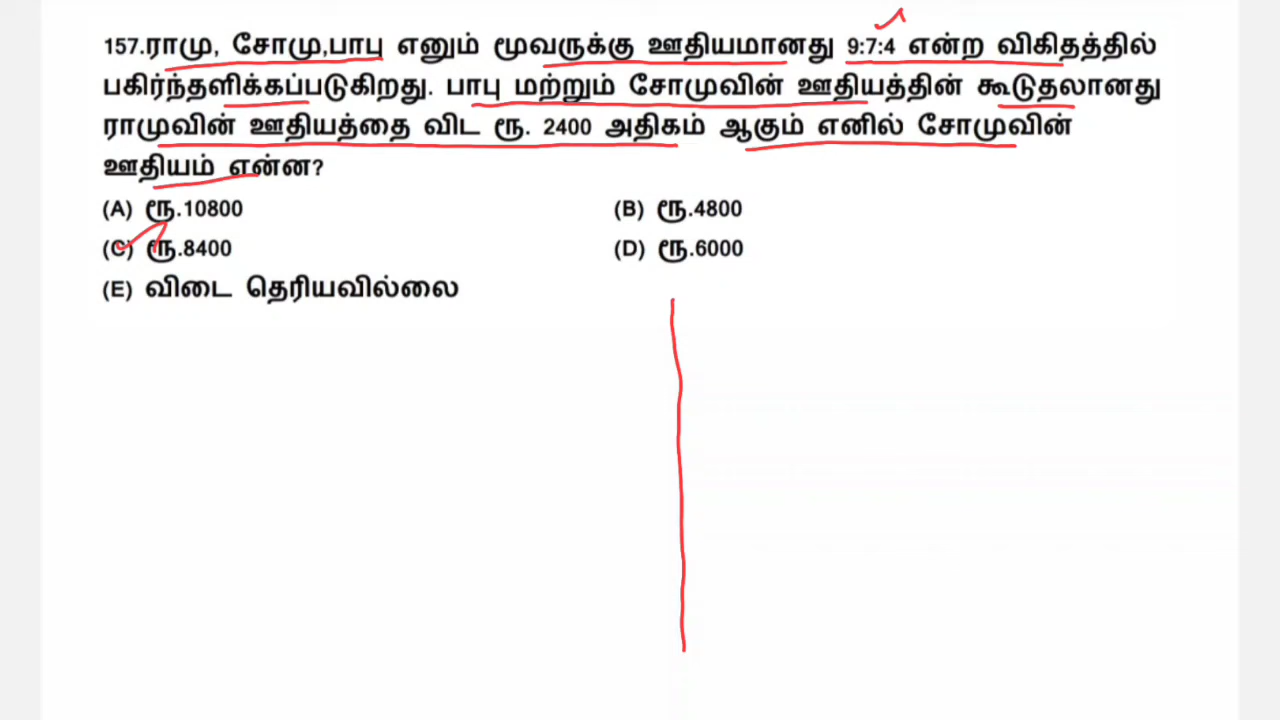 157.ராமு, சோமு,பாபு எனும் மூவருக்கு ஊதியமானது 9:7:4 என்ற விகிதத்தில்
பகிர்ந்தளிக்கப்படுகிறது. பாபு மற்றும் சோமுவின் ஊதியத்தின் கூடுதலானது
ராமுவின் ஊதியத்தை விட ரூ. 2400 அதிகம் ஆகும் எனில் சோமுவின்
ஊதியம் என்ன?
(A) ரூ.10800 (B) ரூ.4800
(C) ரூ.8400 (D) ரூ.6000
(E) விடை தெரியவில்லை